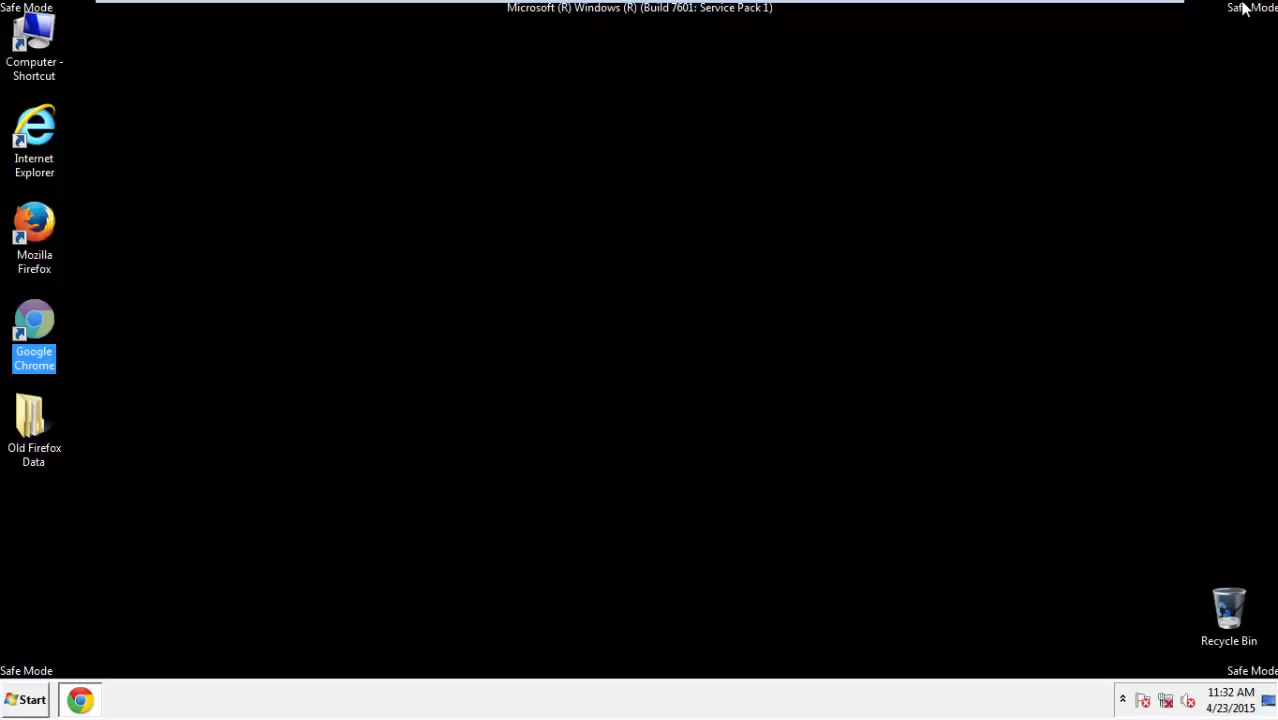 Safe Mode
Microsoft (R) Windows (R) (Build 7601: Service Pack 1)
Safe Mode
Computer -
Shortcut
Internet
Explorer
Mozilla
Firefox
Google
Chrome
Old Firefox
Data
Recycle Bin
Safe Mode
Safe Mode
Start
11:32 AM
4/23/2015